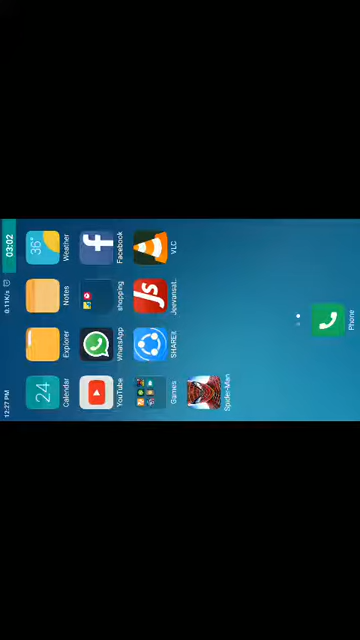 12:27 PM
0.11K/s
03:02
24
36°
Calendar
Explorer
Notes
Weather
YouTube
WhatsApp
shopping
Facebook
Games
SHAREit
Jeevansat..
VLC
Spider-Man
Phone